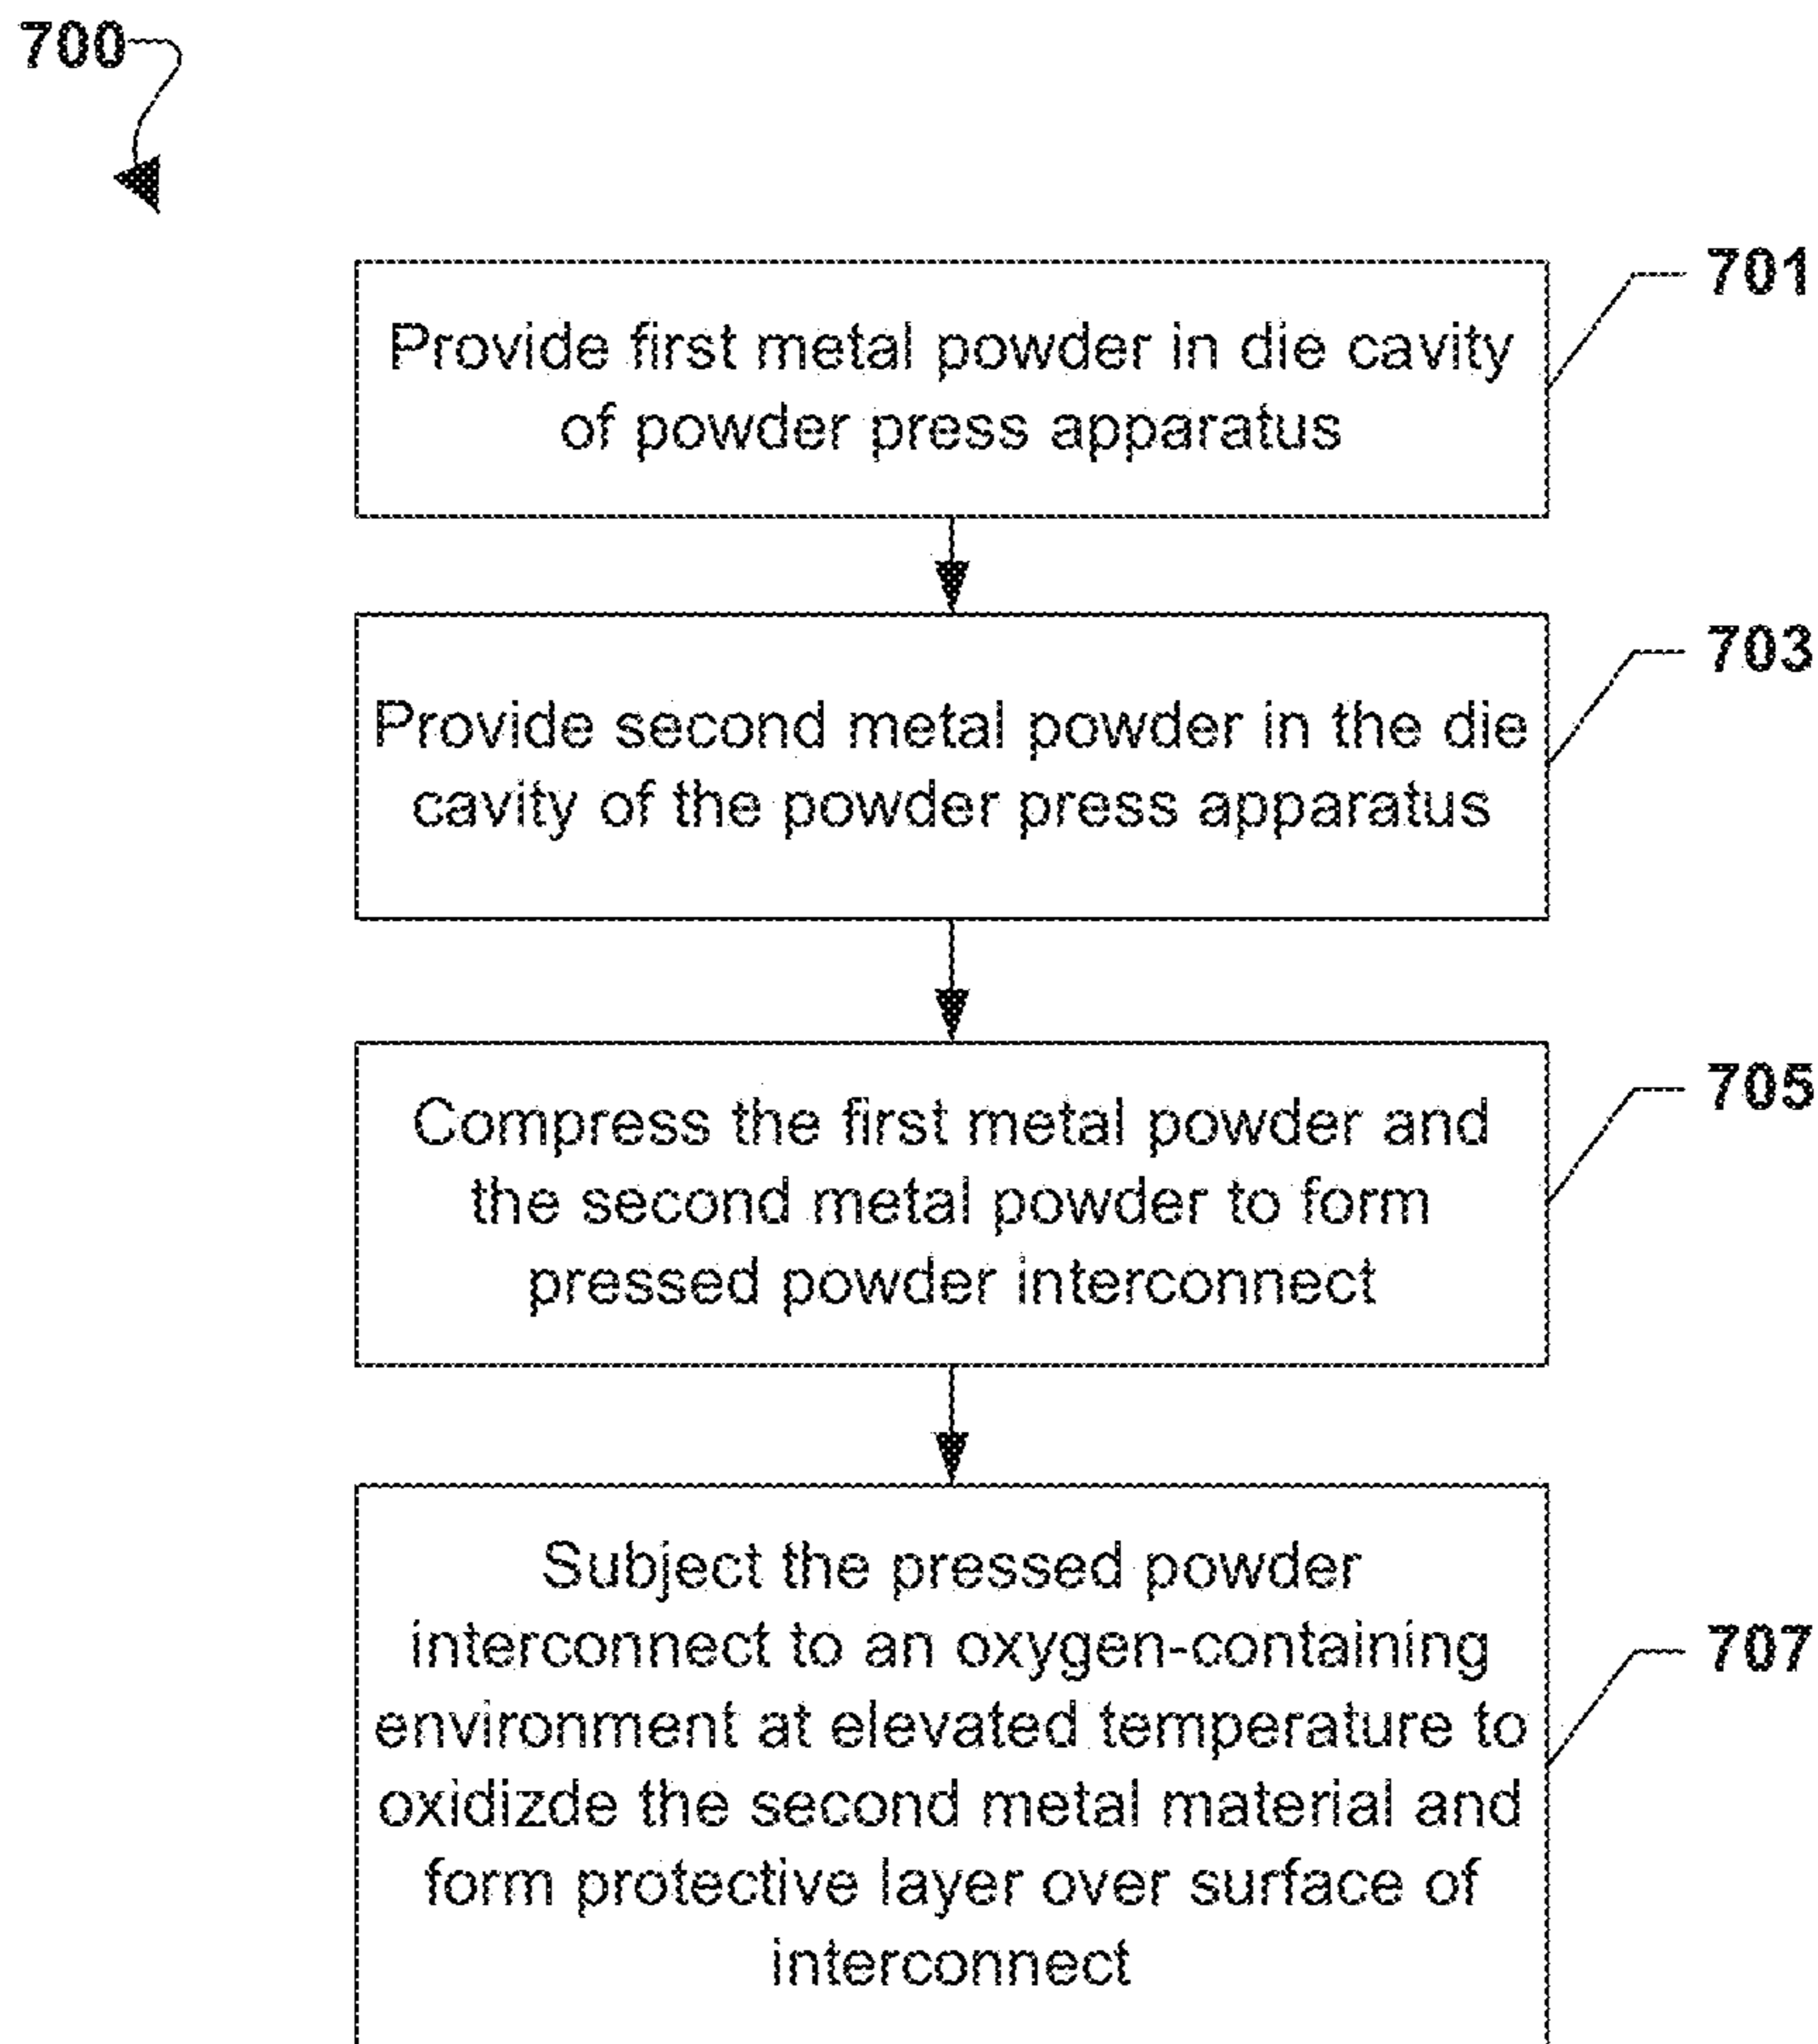 700
701
Provide first metal powder in die cavity
of powder press apparatus
703
Provide second metal powder in the die
cavity of the powder press apparatus
705
Compress the first metal powder and
the second metal powder to form
pressed powder interconnect
Subject the pressed powder
interconnect to an oxygen-containing
707
environment at elevated temperature to
oxidizde the second metal material and
form protective layer over surface of
interconnect